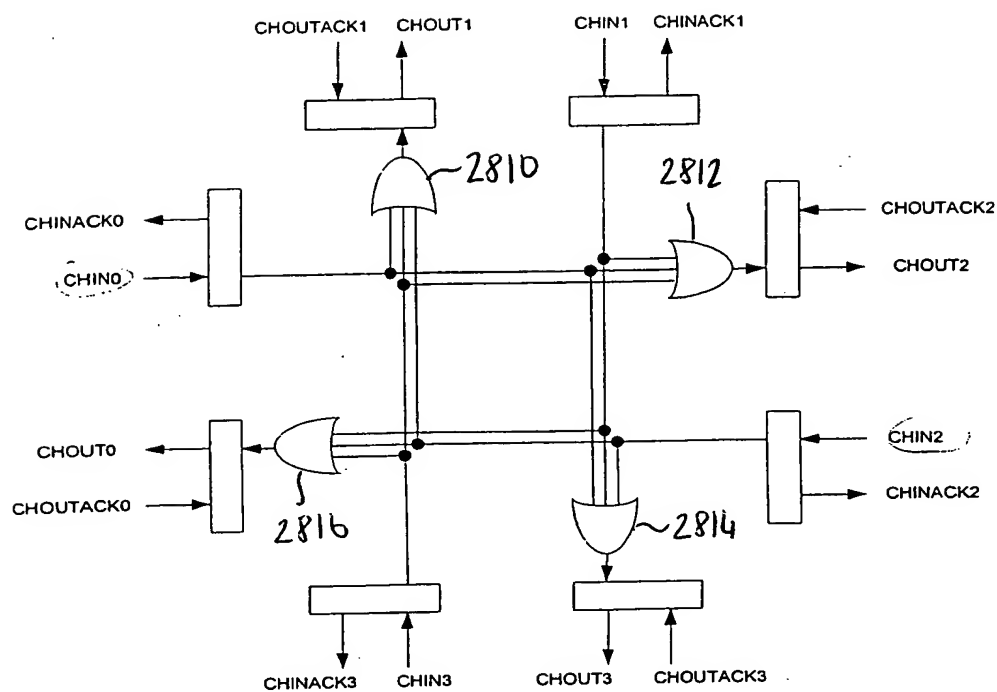 CHOUTACK1 CHOUT1 CHIN1 CHINACK1
2810
2812
CHINACK0
CHOUTACK2
CHIN0
CHOUT2
CHOUT0
CHIN2
CHOUTACK0
CHINACK2
2816
2814
CHINACK3 CHIN3 CHOUT3 CHOUTACK3